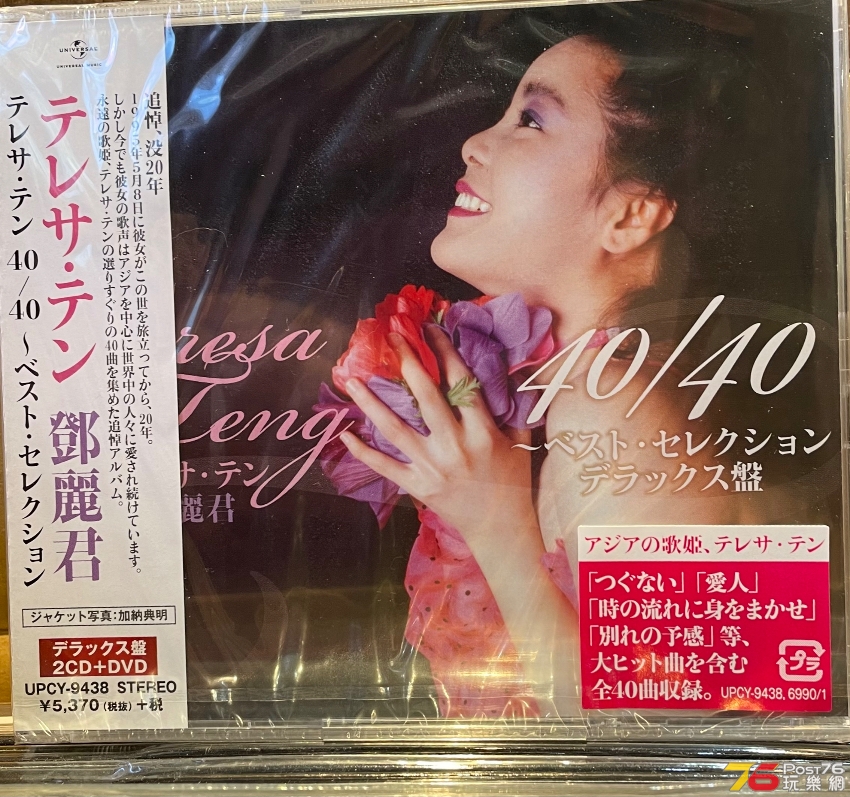 UNIVERSAL
UNIVERSAL MUSIC
追悼、没20年
1995年5月8日に彼女がこの世を旅立ってから、20年。
しかし今でも彼女の歌声はアジアを中心に世界中の人々に愛され続けています。
永遠の歌姫、テレサ・テンの選りすぐりの40曲を集めた追悼アルバム。
テレサ・テン 鄧麗君
テレサ・テン 40/40 ~ベスト・セレクション
ジャケット写真:加納典明
デラックス盤
2CD+DVD
UPCY-9438 STEREO
¥5,370(税抜)+税
resa
Teng
サ・テン
麗君
40/40
~ベスト・セレクション
デラックス盤
アジアの歌姫、テレサ・テン
「つぐない」「愛人」
「時の流れに身をまかせ」
「別れの予感」等、
大ヒット曲を含む
全40曲収録。
UPCY-9438, 6990/1
プラ
76 POST76
玩樂網